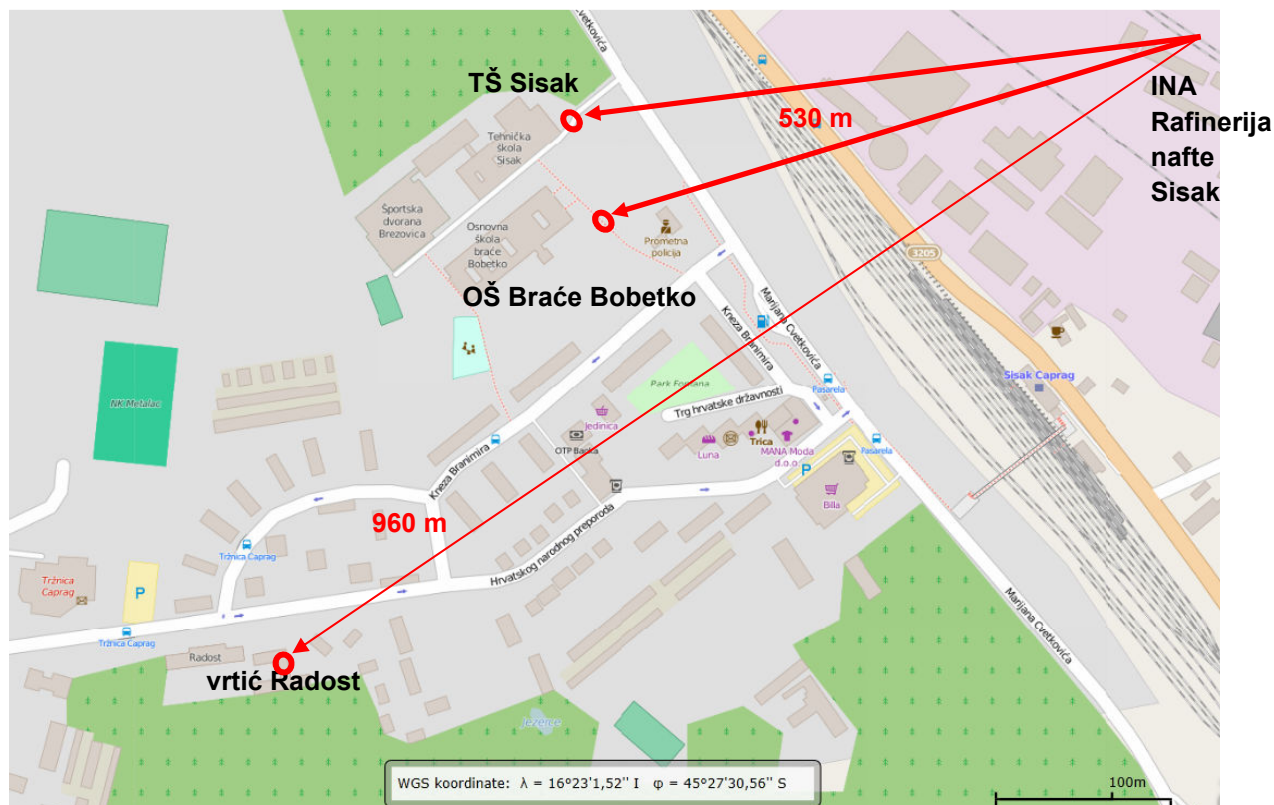 Cvetkovića
TŠ Sisak
INA
Rafinerija
nafte
Sisak
530 m
Tehnička
škola
Sisak
Športska
dvorana
Brezovica
Osnovna
škola
braće
Bobetko
Prometna
policija
3205
OŠ Braće Bobetko
Marijana Cvetkovića
Kneza Branimira
Sisak Caprag
Park Fontana
Pasarela
NK Metalac
Trg hrvatske državnosti
Jedinica
Trica
OTP Banka
Luna
MANA Moda
d.o.o.
Pasarela
P
Kneza Branimira
Billa
960 m
Hrvatskog narodnog preporoda
Tržnica Caprag
Tržnica
Caprag
P
Marijana Cvetkovića
Tržnica Caprag
Radost
vrtić Radost
WGS koordinate: λ = 16°23'1,52'' I φ = 45°27'30,56'' S
100m